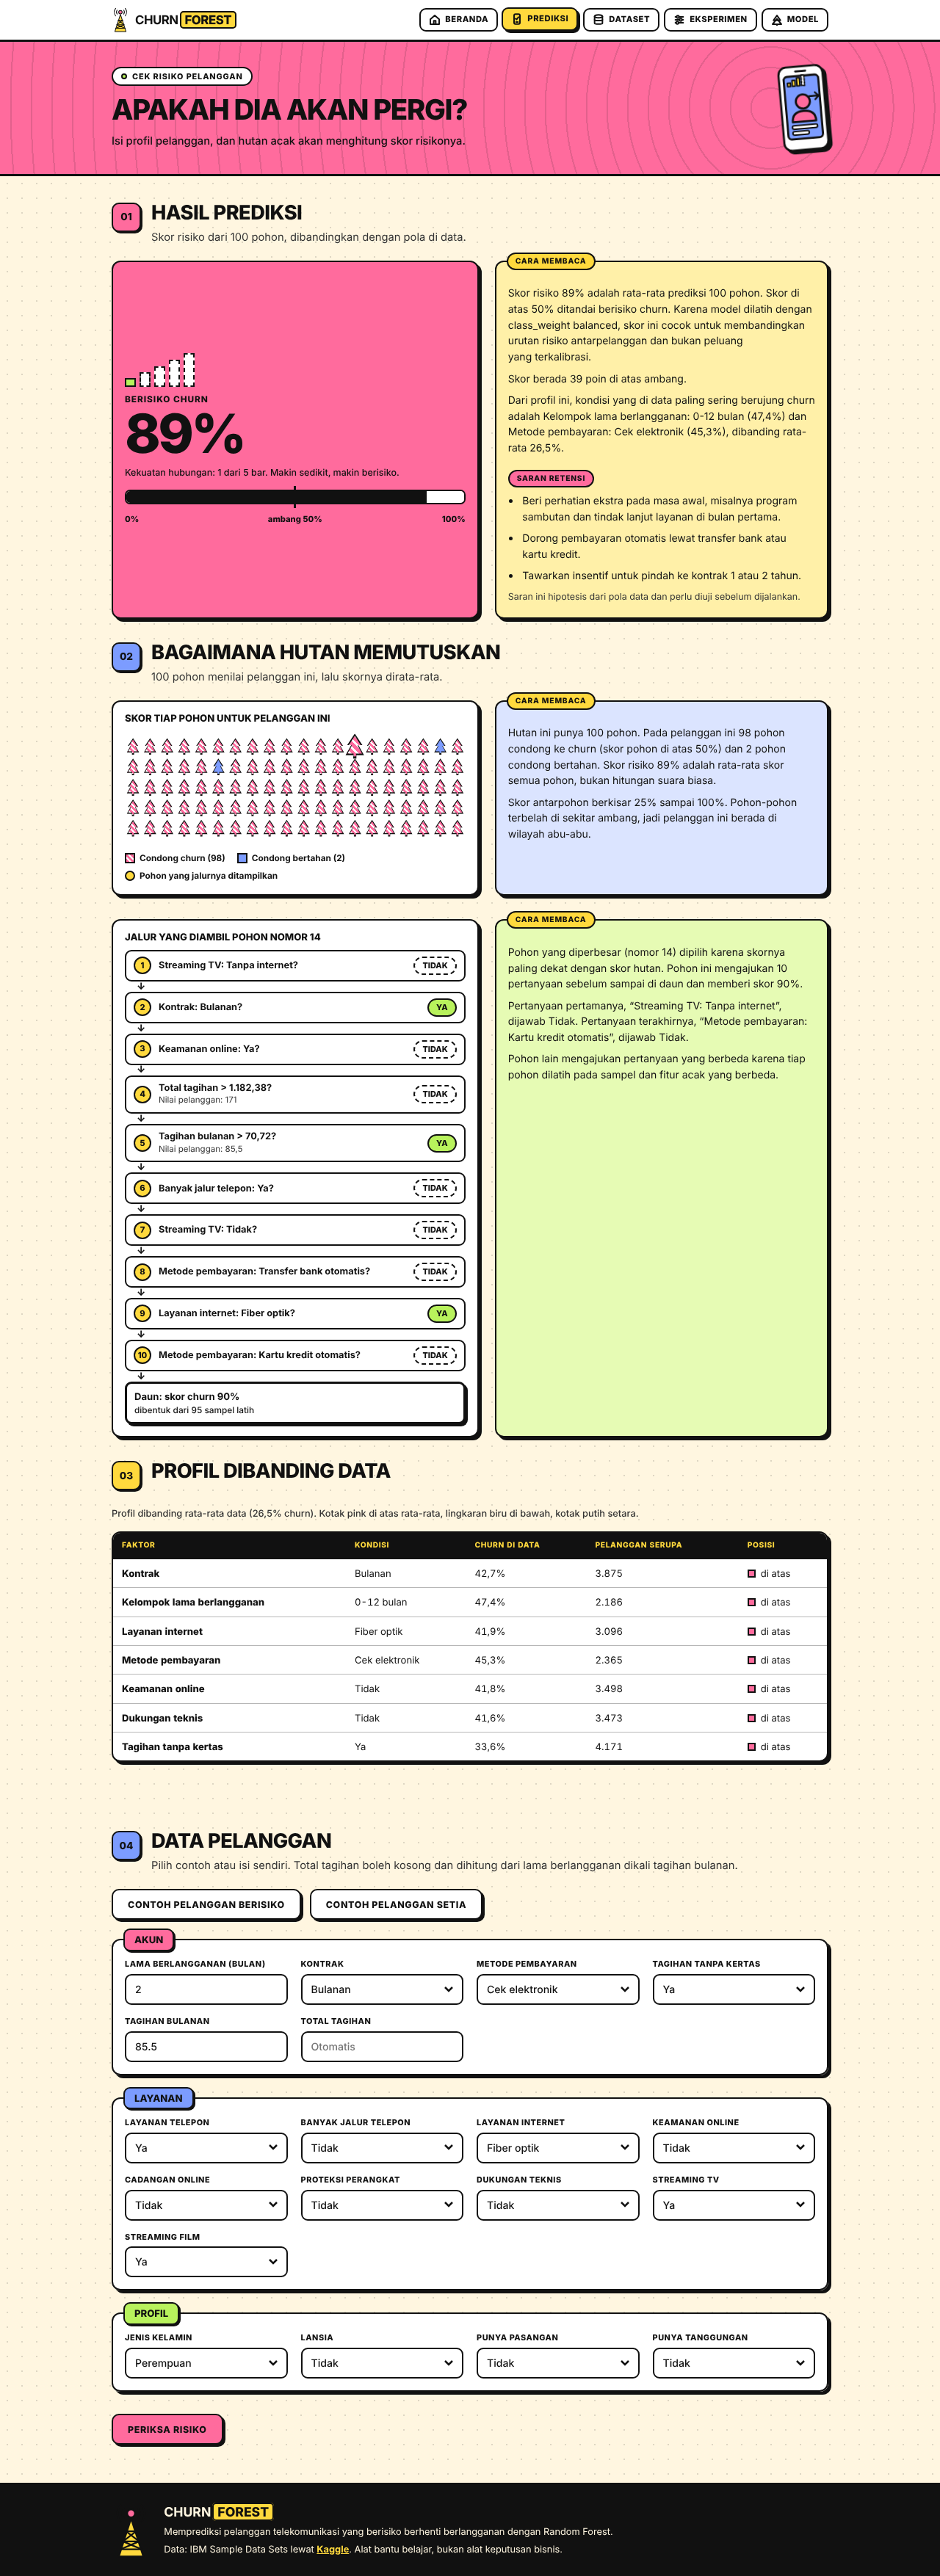 CHURN FOREST
BERANDA
PREDIKSI
DATASET
EKSPERIMEN
MODEL
CEK RISIKO PELANGGAN
APAKAH DIA AKAN PERGI?
Isi profil pelanggan, dan hutan acak akan menghitung skor risikonya.
01
HASIL PREDIKSI
Skor risiko dari 100 pohon, dibandingkan dengan pola di data.
BERISIKO CHURN
89%
Kekuatan hubungan: 1 dari 5 bar. Makin sedikit, makin berisiko.
0%
ambang 50%
100%
CARA MEMBACA
Skor risiko 89% adalah rata-rata prediksi 100 pohon. Skor di
atas 50% ditandai berisiko churn. Karena model dilatih dengan
class_weight balanced, skor ini cocok untuk membandingkan
urutan risiko antarpelanggan dan bukan peluang
yang terkalibrasi.
Skor berada 39 poin di atas ambang.
Dari profil ini, kondisi yang di data paling sering berujung churn
adalah Kelompok lama berlangganan: 0-12 bulan (47,4%) dan
Metode pembayaran: Cek elektronik (45,3%), dibanding rata-
rata 26,5%.
SARAN RETENSI
• Beri perhatian ekstra pada masa awal, misalnya program
sambutan dan tindak lanjut layanan di bulan pertama.
• Dorong pembayaran otomatis lewat transfer bank atau
kartu kredit.
• Tawarkan insentif untuk pindah ke kontrak 1 atau 2 tahun.
Saran ini hipotesis dari pola data dan perlu diuji sebelum dijalankan.
02
BAGAIMANA HUTAN MEMUTUSKAN
100 pohon menilai pelanggan ini, lalu skornya dirata-rata.
SKOR TIAP POHON UNTUK PELANGGAN INI
Condong churn (98)
Condong bertahan (2)
Pohon yang jalurnya ditampilkan
CARA MEMBACA
Hutan ini punya 100 pohon. Pada pelanggan ini 98 pohon
condong ke churn (skor pohon di atas 50%) dan 2 pohon
condong bertahan. Skor risiko 89% adalah rata-rata skor
semua pohon, bukan hitungan suara biasa.
Skor antarpohon berkisar 25% sampai 100%. Pohon-pohon
terbelah di sekitar ambang, jadi pelanggan ini berada di
wilayah abu-abu.
JALUR YANG DIAMBIL POHON NOMOR 14
1 Streaming TV: Tanpa internet? TIDAK
2 Kontrak: Bulanan? YA
3 Keamanan online: Ya? TIDAK
4 Total tagihan > 1.182,38? TIDAK
Nilai pelanggan: 171
5 Tagihan bulanan > 70,72? YA
Nilai pelanggan: 85,5
6 Banyak jalur telepon: Ya? TIDAK
7 Streaming TV: Tidak? TIDAK
8 Metode pembayaran: Transfer bank otomatis? TIDAK
9 Layanan internet: Fiber optik? YA
10 Metode pembayaran: Kartu kredit otomatis? TIDAK
Daun: skor churn 90%
dibentuk dari 95 sampel latih
CARA MEMBACA
Pohon yang diperbesar (nomor 14) dipilih karena skornya
paling dekat dengan skor hutan. Pohon ini mengajukan 10
pertanyaan sebelum sampai di daun dan memberi skor 90%.
Pertanyaan pertamanya, “Streaming TV: Tanpa internet”,
dijawab Tidak. Pertanyaan terakhirnya, “Metode pembayaran:
Kartu kredit otomatis”, dijawab Tidak.
Pohon lain mengajukan pertanyaan yang berbeda karena tiap
pohon dilatih pada sampel dan fitur acak yang berbeda.
03
PROFIL DIBANDING DATA
Profil dibanding rata-rata data (26,5% churn). Kotak pink di atas rata-rata, lingkaran biru di bawah, kotak putih setara.
FAKTOR KONDISI CHURN DI DATA PELANGGAN SERUPA POSISI
Kontrak Bulanan 42,7% 3.875 di atas
Kelompok lama berlangganan 0-12 bulan 47,4% 2.186 di atas
Layanan internet Fiber optik 41,9% 3.096 di atas
Metode pembayaran Cek elektronik 45,3% 2.365 di atas
Keamanan online Tidak 41,8% 3.498 di atas
Dukungan teknis Tidak 41,6% 3.473 di atas
Tagihan tanpa kertas Ya 33,6% 4.171 di atas
04
DATA PELANGGAN
Pilih contoh atau isi sendiri. Total tagihan boleh kosong dan dihitung dari lama berlangganan dikali tagihan bulanan.
CONTOH PELANGGAN BERISIKO
CONTOH PELANGGAN SETIA
AKUN
LAMA BERLANGGANAN (BULAN) KONTRAK METODE PEMBAYARAN TAGIHAN TANPA KERTAS
2 Bulanan Cek elektronik Ya
TAGIHAN BULANAN TOTAL TAGIHAN
85.5 Otomatis
LAYANAN
LAYANAN TELEPON BANYAK JALUR TELEPON LAYANAN INTERNET KEAMANAN ONLINE
Ya Tidak Fiber optik Tidak
CADANGAN ONLINE PROTEKSI PERANGKAT DUKUNGAN TEKNIS STREAMING TV
Tidak Tidak Tidak Ya
STREAMING FILM
Ya
PROFIL
JENIS KELAMIN LANSIA PUNYA PASANGAN PUNYA TANGGUNGAN
Perempuan Tidak Tidak Tidak
PERIKSA RISIKO
CHURN FOREST
Memprediksi pelanggan telekomunikasi yang berisiko berhenti berlangganan dengan Random Forest.
Data: IBM Sample Data Sets lewat Kaggle. Alat bantu belajar, bukan alat keputusan bisnis.